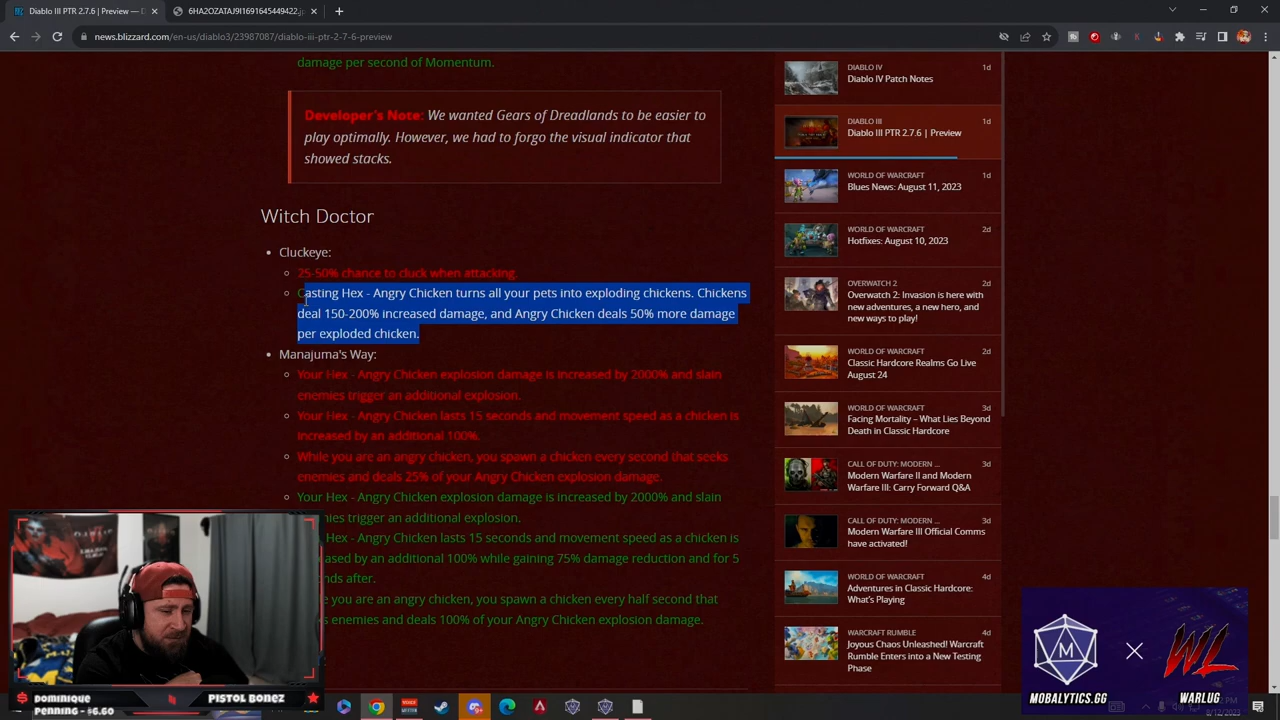 Diablo III PTR 2.7.6 | Preview —
6HA2OZATAJ9I1691645449422.j
news.blizzard.com/en-us/diablo3/23987087/diablo-iii-ptr-2-7-6-preview
damage per second of Momentum.
Developer's Note: We wanted Gears of Dreadlands to be easier to
play optimally. However, we had to forgo the visual indicator that
showed stacks.
Witch Doctor
Cluckeye:
25-50% chance to cluck when attacking.
Casting Hex - Angry Chicken turns all your pets into exploding chickens. Chickens
deal 150-200% increased damage, and Angry Chicken deals 50% more damage
per exploded chicken.
Manajuma's Way:
Your Hex - Angry Chicken explosion damage is increased by 2000% and slain
enemies trigger an additional explosion.
Your Hex - Angry Chicken lasts 15 seconds and movement speed as a chicken is
increased by an additional 100%.
While you are an angry chicken, you spawn a chicken every second that seeks
enemies and deals 25% of your Angry Chicken explosion damage.
Your Hex - Angry Chicken explosion damage is increased by 2000% and slain
mies trigger an additional explosion.
Hex - Angry Chicken lasts 15 seconds and movement speed as a chicken is
ased by an additional 100% while gaining 75% damage reduction and for 5
nds after.
you are an angry chicken, you spawn a chicken every half second that
enemies and deals 100% of your Angry Chicken explosion damage.
DIABLO IV 1d
Diablo IV Patch Notes
DIABLO III 1d
Diablo III PTR 2.7.6 | Preview
WORLD OF WARCRAFT 1d
Blues News: August 11, 2023
WORLD OF WARCRAFT 2d
Hotfixes: August 10, 2023
OVERWATCH 2 2d
Overwatch 2: Invasion is here with
new adventures, a new hero, and
new ways to play!
WORLD OF WARCRAFT 2d
Classic Hardcore Realms Go Live
August 24
WORLD OF WARCRAFT 3d
Facing Mortality – What Lies Beyond
Death in Classic Hardcore
CALL OF DUTY: MODERN ... 3d
Modern Warfare II and Modern
Warfare III: Carry Forward Q&A
CALL OF DUTY: MODERN ... 3d
Modern Warfare III Official Comms
have activated!
WORLD OF WARCRAFT 4d
Adventures in Classic Hardcore:
What's Playing
WARCRAFT RUMBLE 4d
Joyous Chaos Unleashed! Warcraft
Rumble Enters into a New Testing
Phase
DOMINIQUE
PENNING - $6.60
PISTOL BONEZ
M
WL
MOBALYTICS.GG
WARLUG
8/12/2023